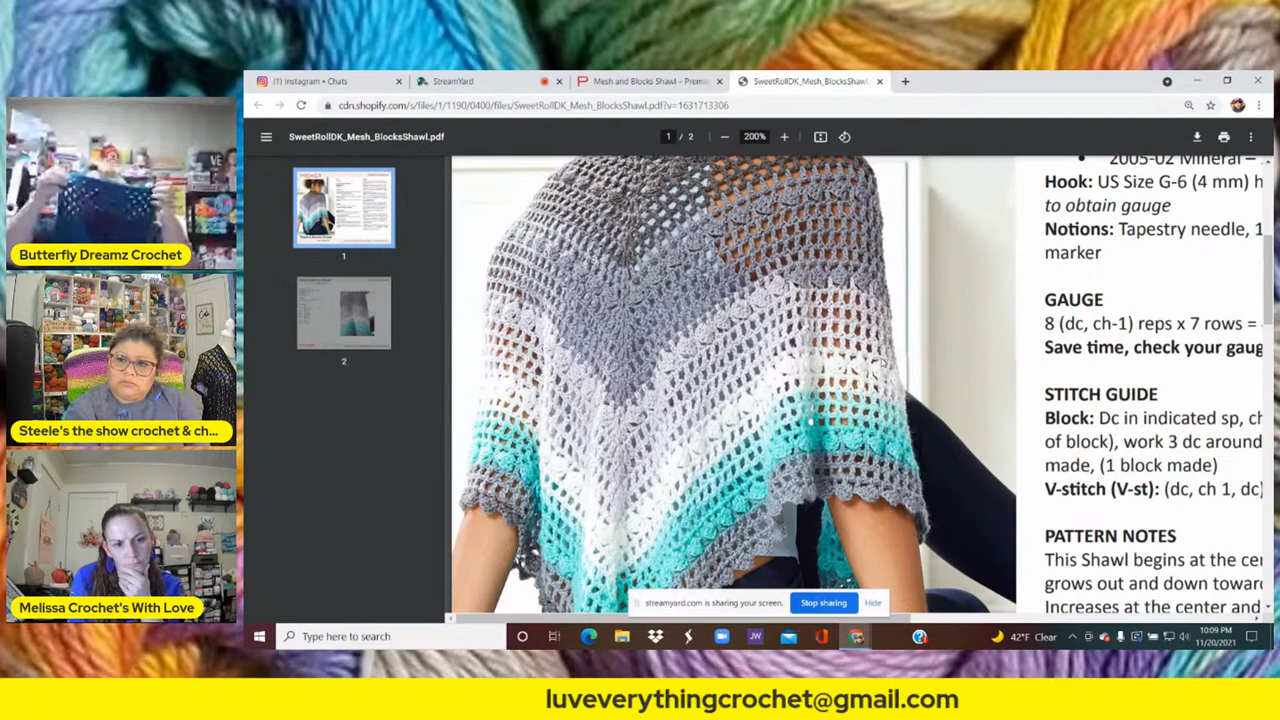 (1) Instagram • Chats
StreamYard
Mesh and Blocks Shawl – Premie
SweetRollDK_Mesh_BlocksShawl.
cdn.shopify.com/s/files/1/1190/0400/files/SweetRollDK_Mesh_BlocksShawl.pdf?v=1631713306
SweetRollDK_Mesh_BlocksShawl.pdf
1 / 2
200%
1
2
2005-02 Mineral –
Hook: US Size G-6 (4 mm) h
to obtain gauge
Notions: Tapestry needle, 1
marker
GAUGE
8 (dc, ch-1) reps x 7 rows =
Save time, check your gaug
STITCH GUIDE
Block: Dc in indicated sp, ch
of block), work 3 dc around
made, (1 block made)
V-stitch (V-st): (dc, ch 1, dc)
PATTERN NOTES
This Shawl begins at the cen
grows out and down towar
Increases at the center and
Butterfly Dreamz Crochet
Steele's the show crochet & ch...
Melissa Crochet's With Love
streamyard.com is sharing your screen.
Stop sharing
Hide
Type here to search
JW
42°F Clear
10:09 PM
11/20/2021
luveverythingcrochet@gmail.com